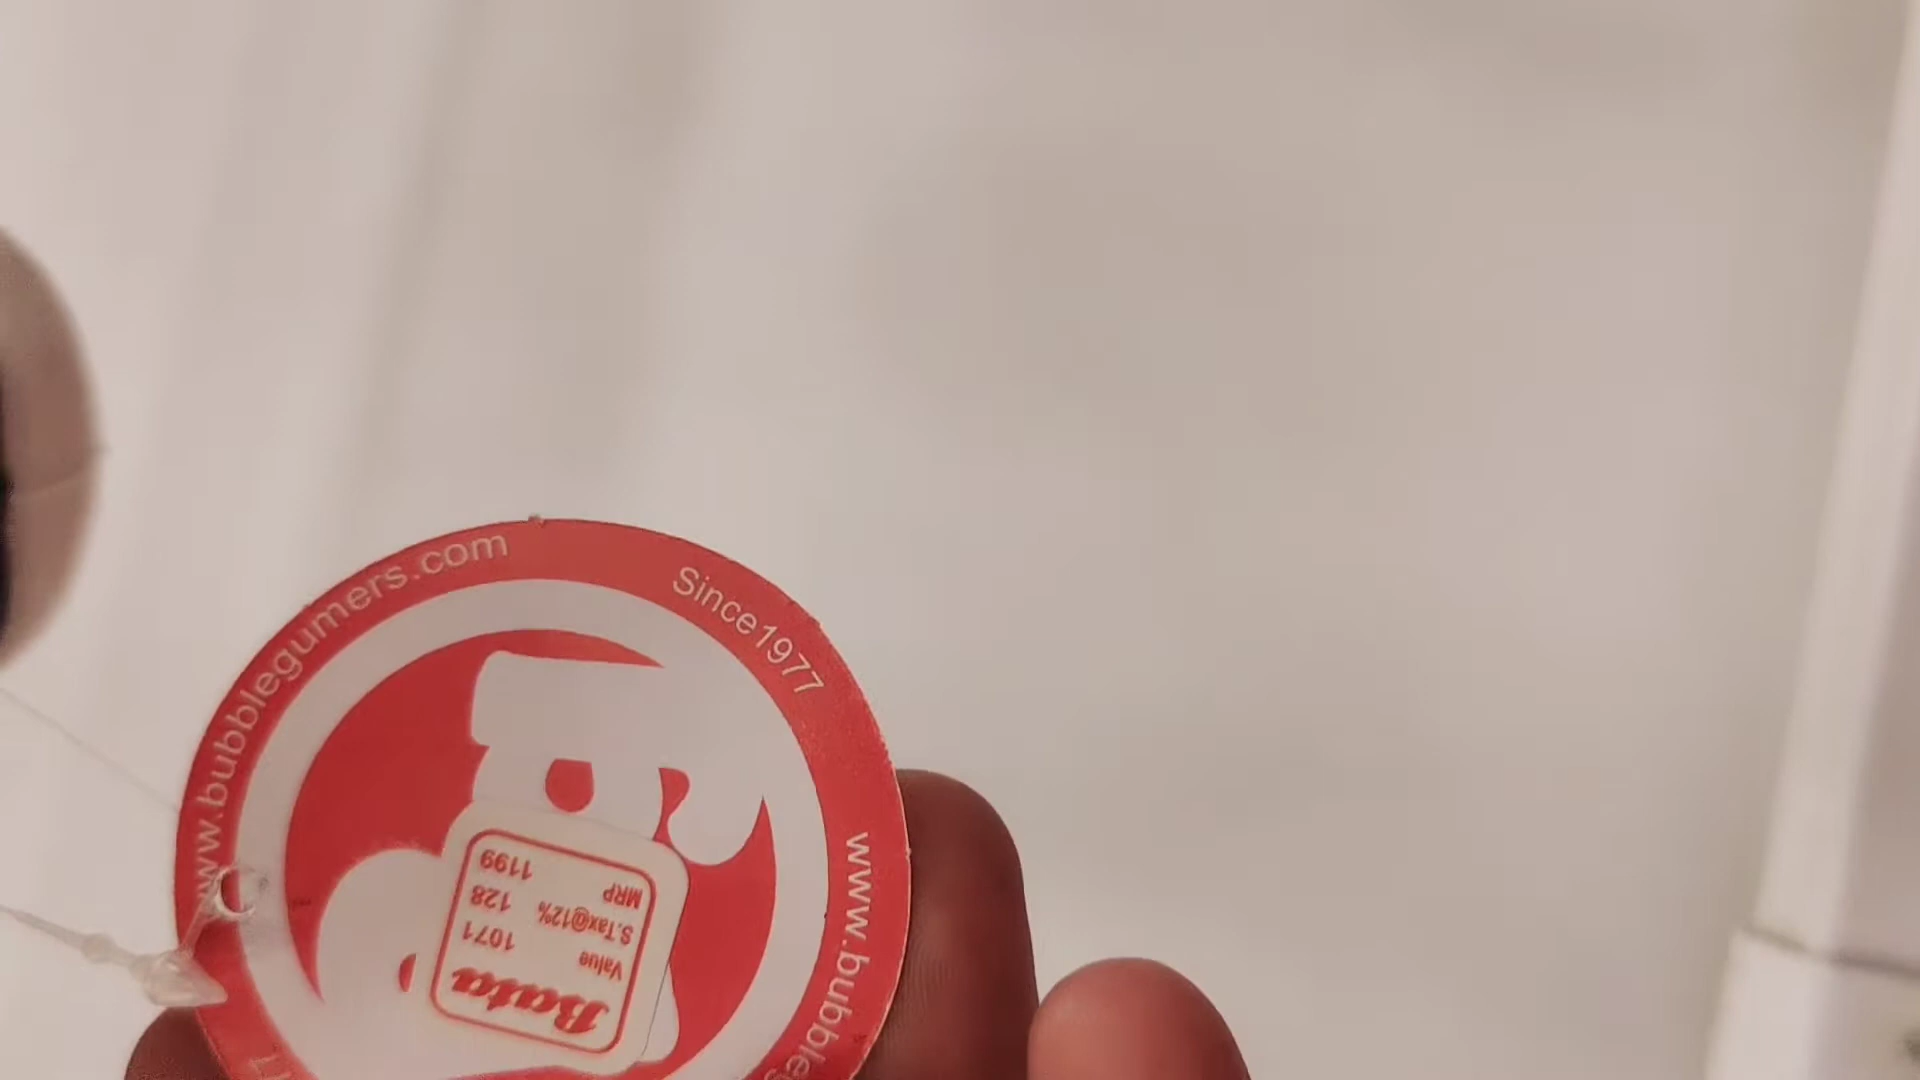 www.bubblegumers.com
Since1977
www.bubble
Bata
Value 1071
S.Tax@12% 128
MRP 1199